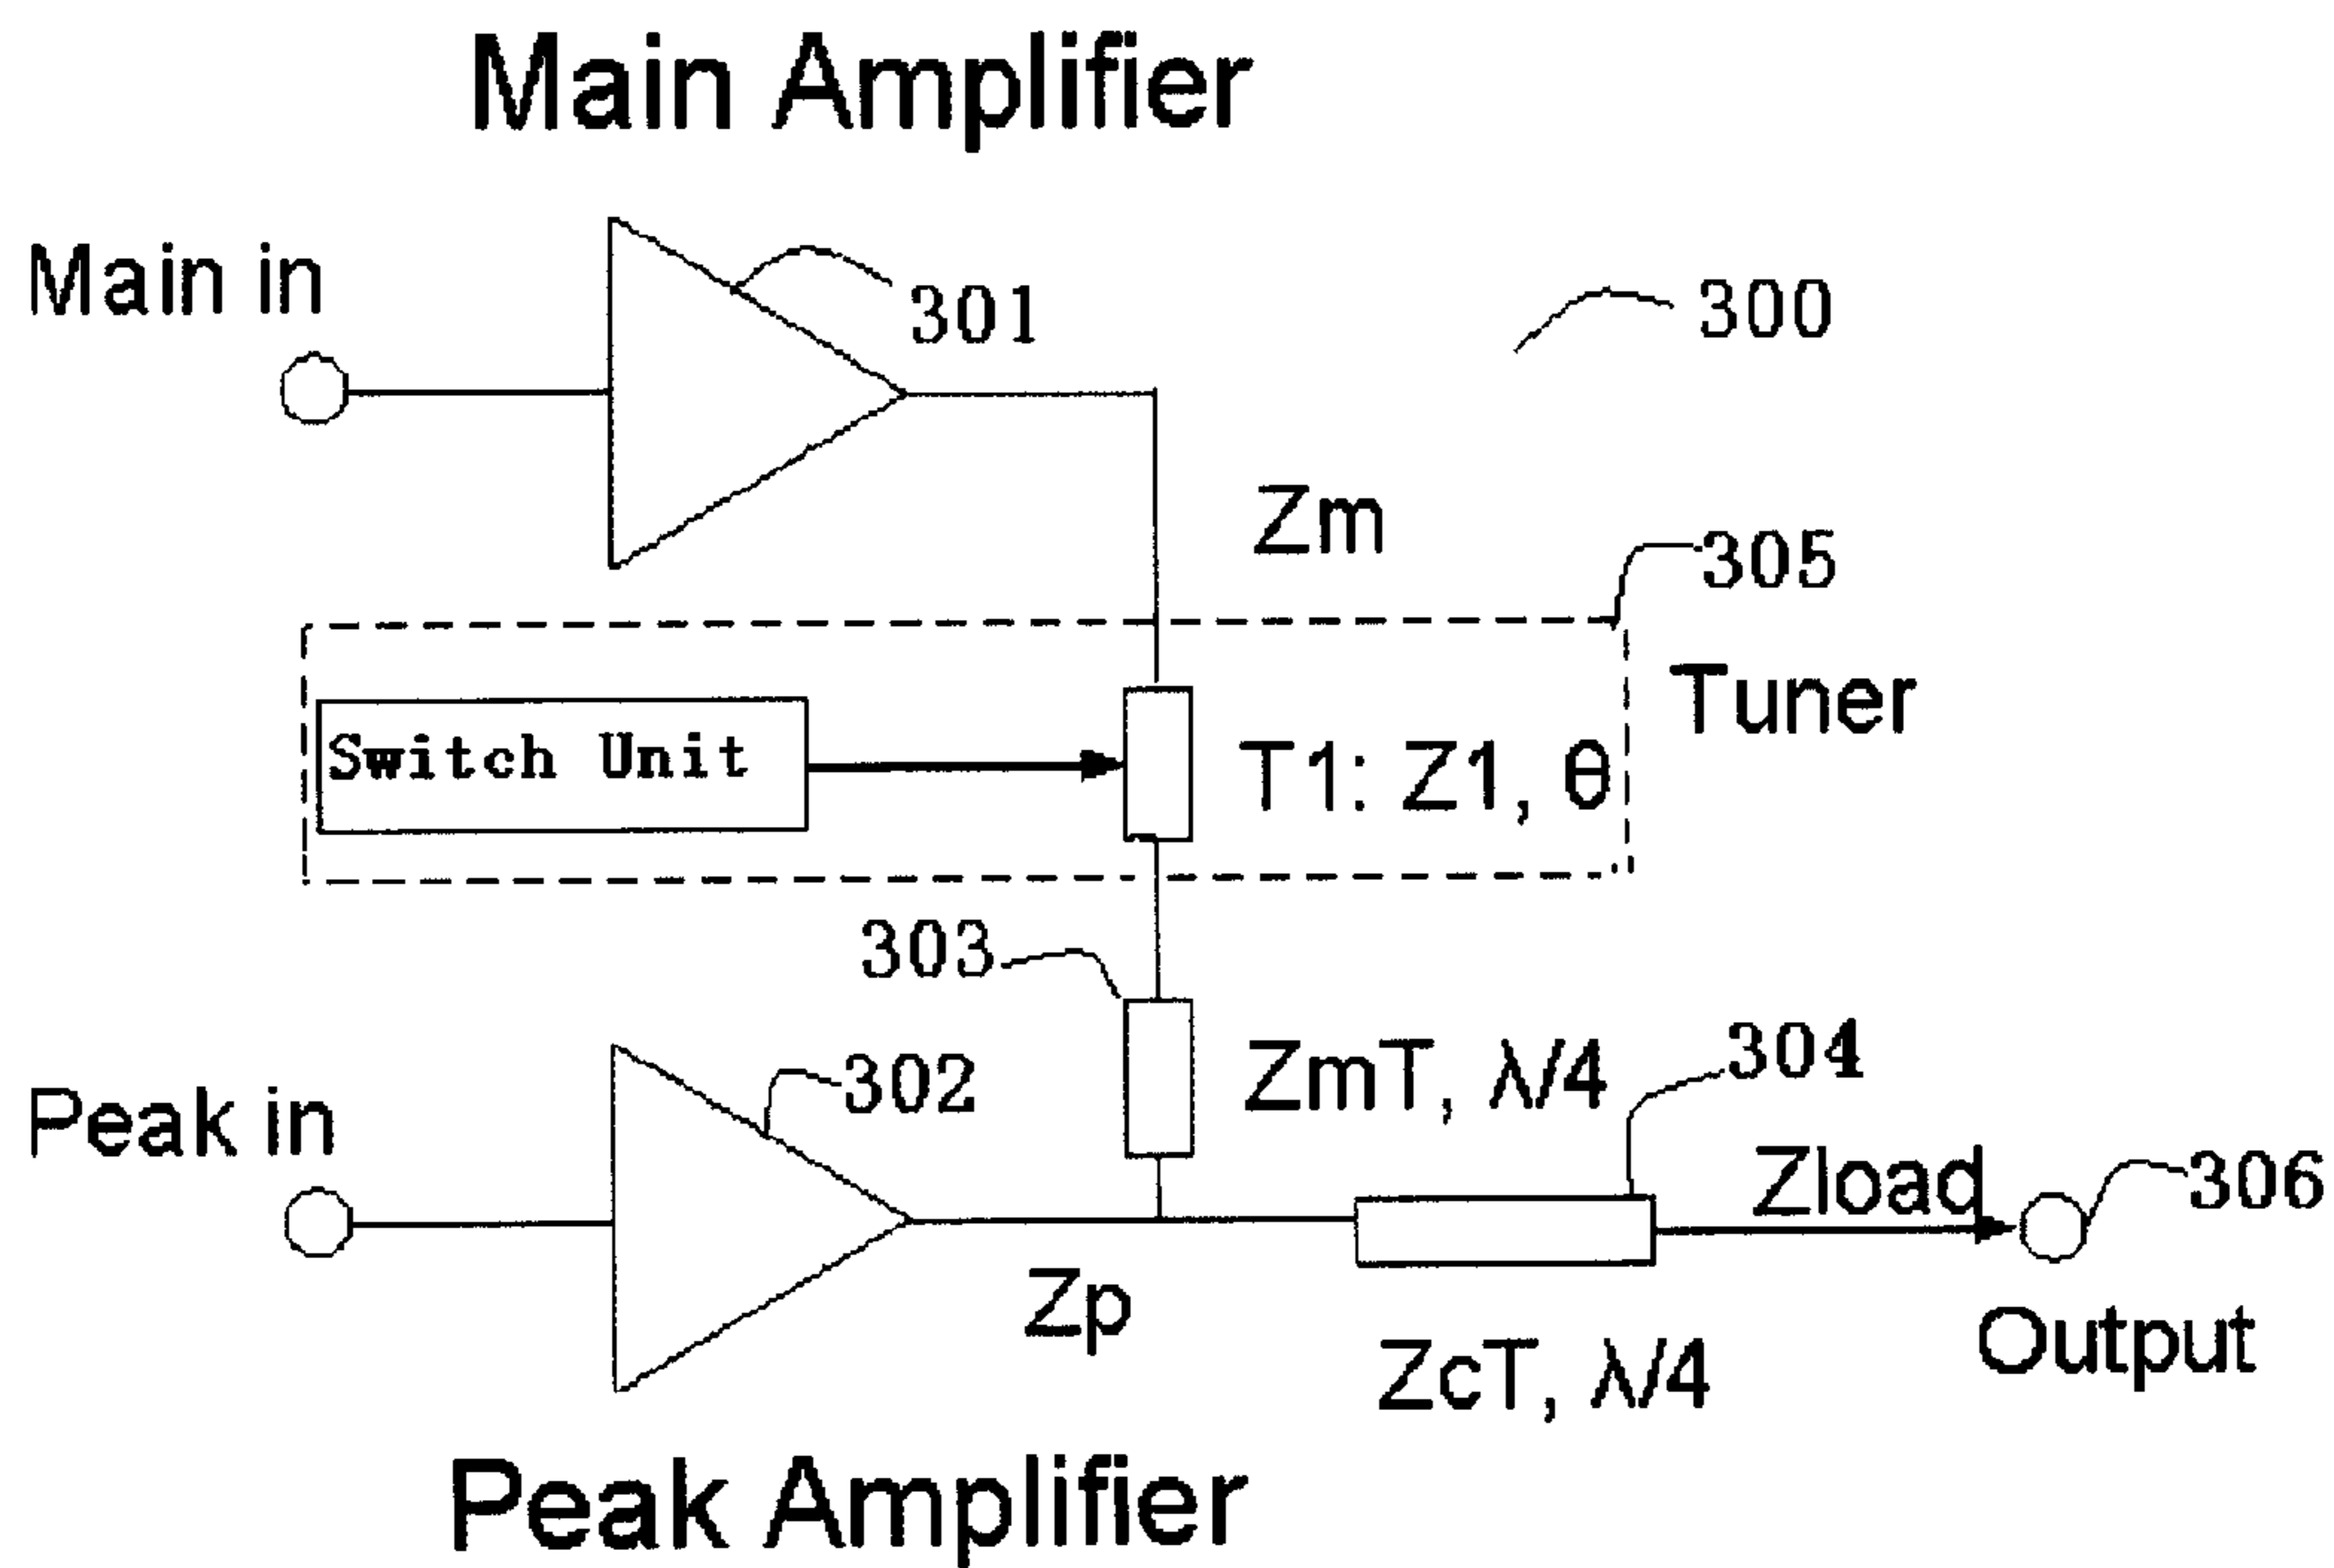 Main Amplifier
Main in
301
300
Zm
305
Tuner
Switch Unit
T1: Z1, θ
303
ZmT, λ/4
304
302
Peak in
Zload
306
Zp
Output
ZcT, λ/4
Peak Amplifier